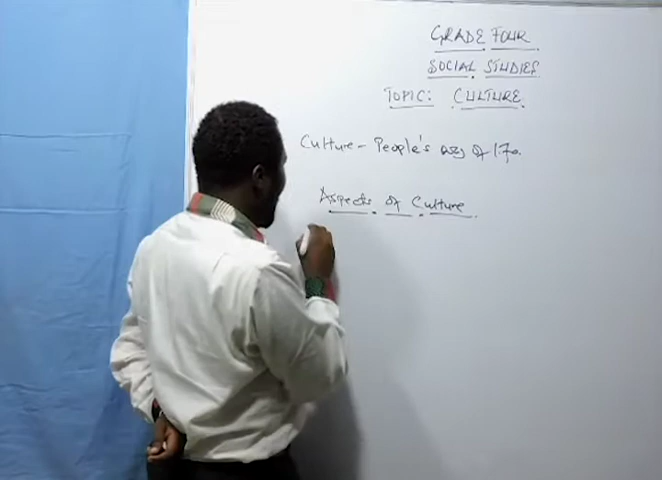 GRADE FOUR
SOCIAL STUDIES
TOPIC: CULTURE
Culture - People's way of life.
Aspects of Culture